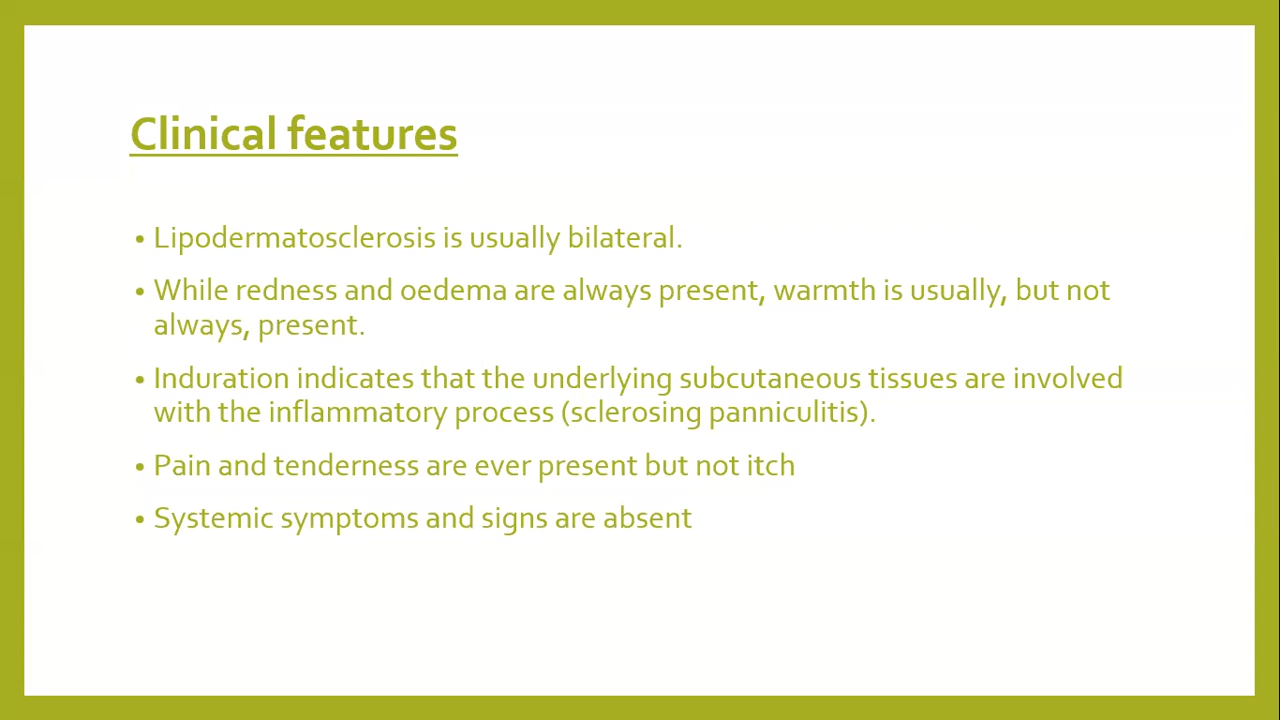 Clinical features
• Lipodermatosclerosis is usually bilateral.
• While redness and oedema are always present, warmth is usually, but not
always, present.
• Induration indicates that the underlying subcutaneous tissues are involved
with the inflammatory process (sclerosing panniculitis).
• Pain and tenderness are ever present but not itch
• Systemic symptoms and signs are absent